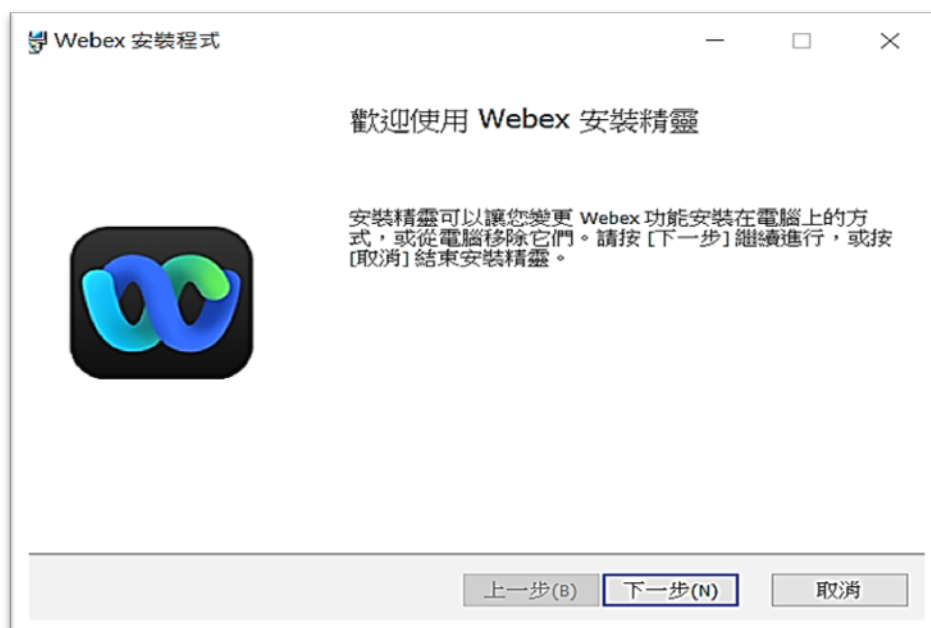 Webex 安裝程式
歡迎使用 Webex 安裝精靈
安裝精靈可以讓您變更 Webex 功能安裝在電腦上的方
式，或從電腦移除它們。請按 [下一步] 繼續進行，或按
[取消] 結束安裝精靈。
上一步(B) 下一步(N) 取消